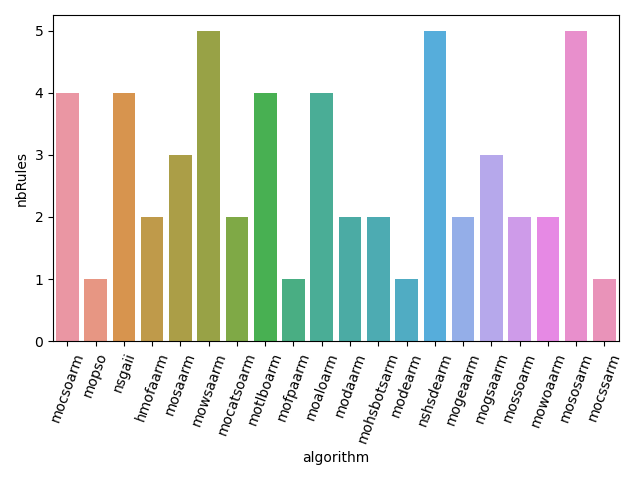 nbRules
5
4
3
2
1
0
mocsoarm
mopso
nsgaii
hmofaarm
mosaarm
mowsaarm
mocatsoarm
motlboarm
mofpaarm
moaloarm
modaarm
mohsbotsarm
modearm
nshsdearm
mogeaarm
mogsaarm
mossoarm
mowoaarm
mososarm
mocssarm
algorithm